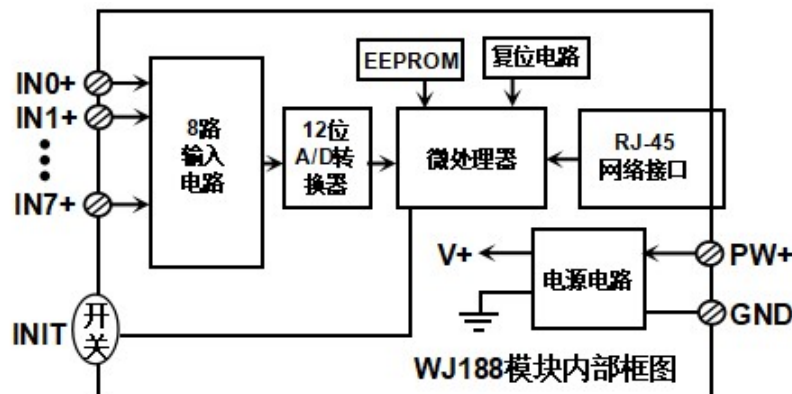 EEPROM
复位电路
IN0+
IN1+
IN7+
8路
输入
电路
12位
A/D转
换器
微处理器
RJ-45
网络接口
V+
电源电路
PW+
GND
INIT
开
关
WJ188模块内部框图